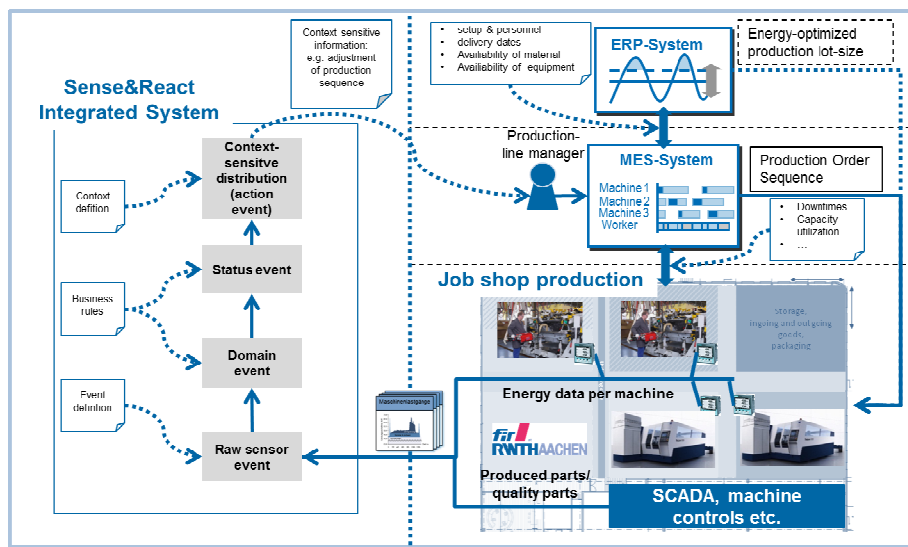 Context sensitive
information:
e.g. adjustment
of production
sequence
• setup & personnel
• delivery dates
• Availiability of material
• Availiability of equipment
ERP-System
Energy-optimized
production lot-size
Sense&React
Integrated System
Context-
sensitve
distribution
(action
event)
Context
defition
Status event
Business
rules
Domain
event
Event
definition
Raw sensor
event
Production-
line manager
MES-System
Machine 1
Machine 2
Machine 3
Worker
Production Order
Sequence
• Downtimes
• Capacity
utilization
• ...
Job shop production
Storage,
ingoing and outgoing
goods,
packaging
Energy data per machine
Maschinenlastgänge
fir
RWTHAACHEN
Produced parts/
quality parts
SCADA, machine
controls etc.